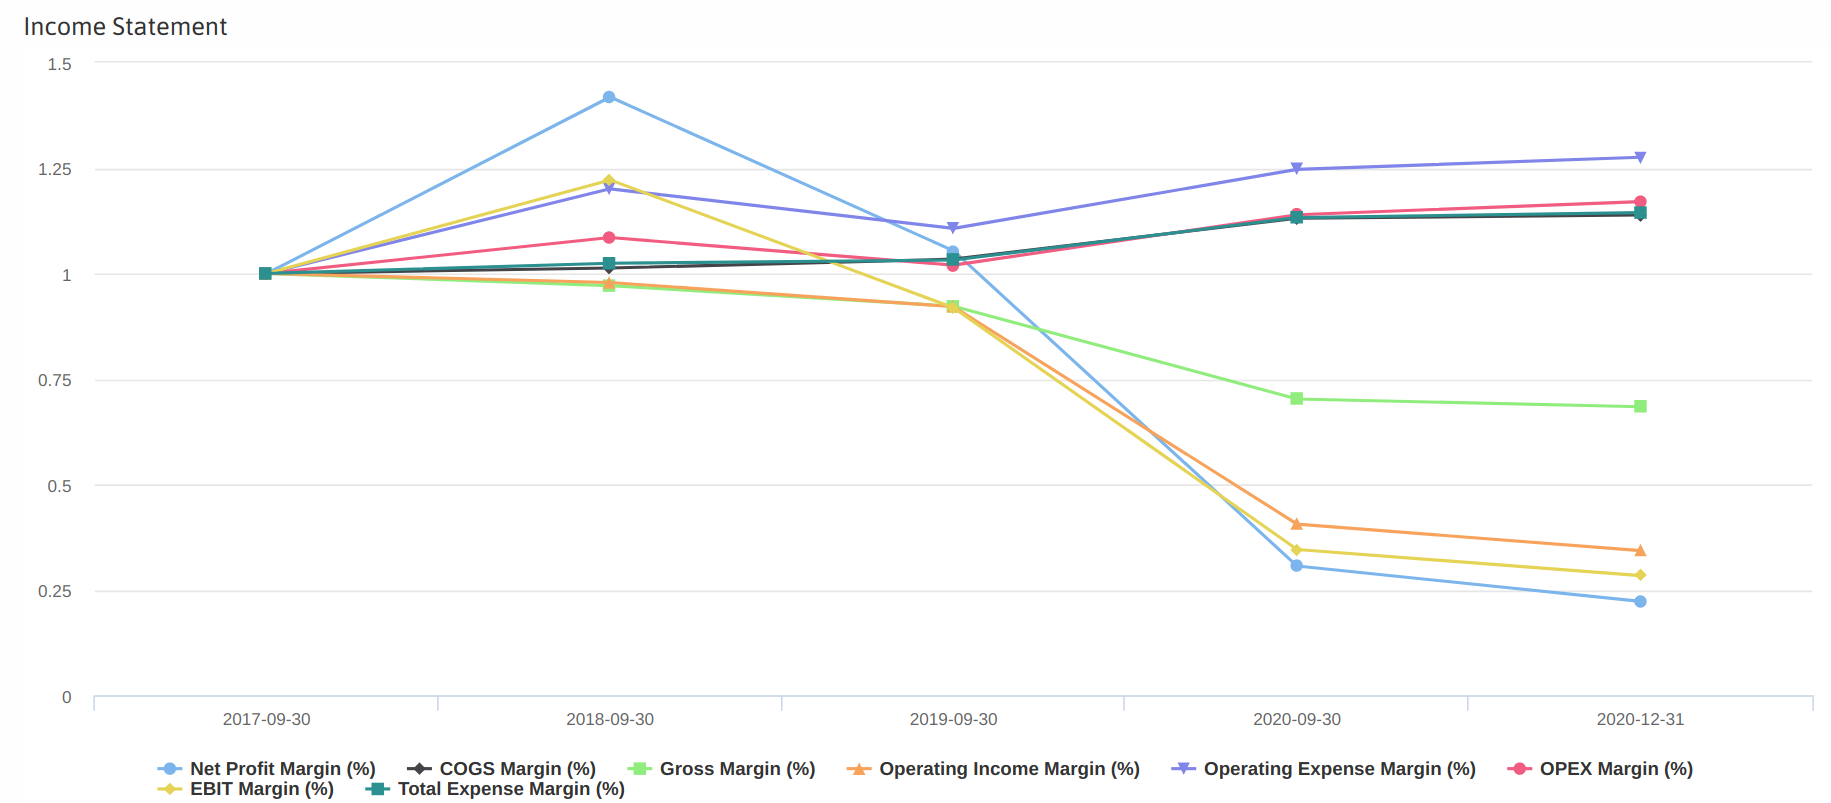 Income Statement
1.5
1.25
1
0.75
0.5
0.25
0
2017-09-30 2018-09-30 2019-09-30 2020-09-30 2020-12-31
Net Profit Margin (%) COGS Margin (%) Gross Margin (%) Operating Income Margin (%) Operating Expense Margin (%) OPEX Margin (%)
EBIT Margin (%) Total Expense Margin (%)